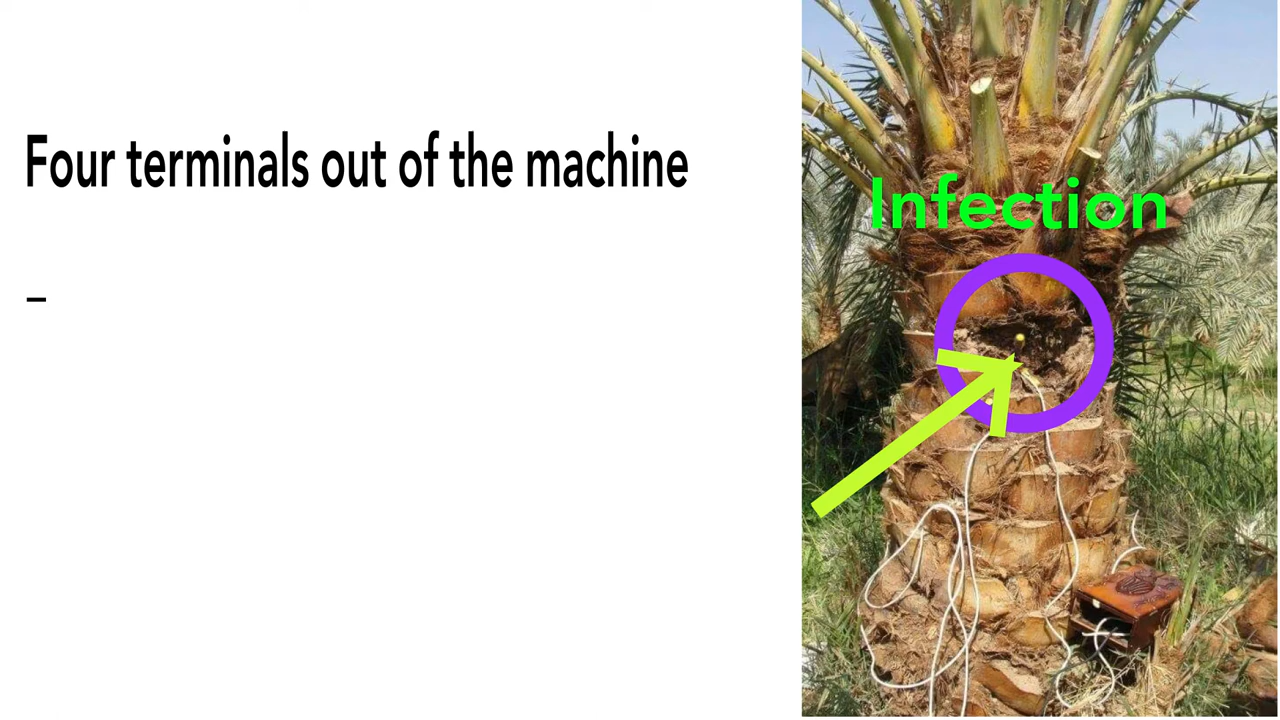 Four terminals out of the machine
Infection
–